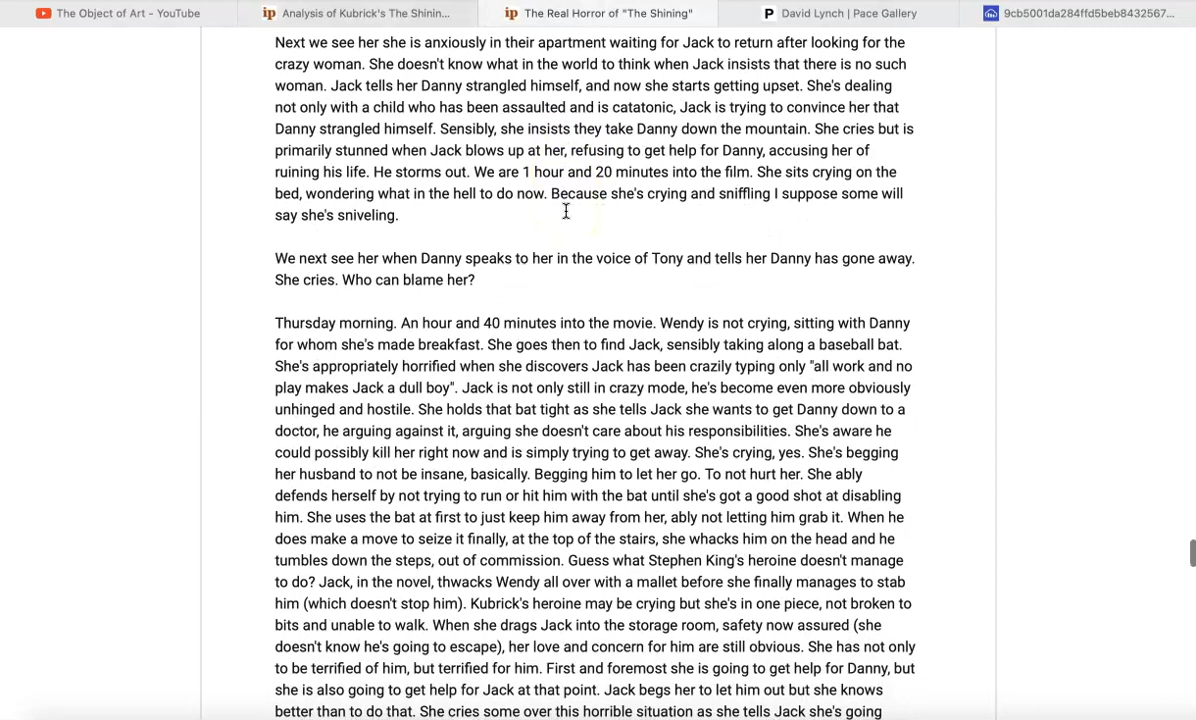 The Object of Art - YouTube
ip Analysis of Kubrick's The Shinin...
ip The Real Horror of "The Shining"
P David Lynch | Pace Gallery
9cb5001da284ffd5beb8432567...
Next we see her she is anxiously in their apartment waiting for Jack to return after looking for the
crazy woman. She doesn't know what in the world to think when Jack insists that there is no such
woman. Jack tells her Danny strangled himself, and now she starts getting upset. She's dealing
not only with a child who has been assaulted and is catatonic, Jack is trying to convince her that
Danny strangled himself. Sensibly, she insists they take Danny down the mountain. She cries but is
primarily stunned when Jack blows up at her, refusing to get help for Danny, accusing her of
ruining his life. He storms out. We are 1 hour and 20 minutes into the film. She sits crying on the
bed, wondering what in the hell to do now. Because she's crying and sniffling I suppose some will
say she's sniveling.
We next see her when Danny speaks to her in the voice of Tony and tells her Danny has gone away.
She cries. Who can blame her?
Thursday morning. An hour and 40 minutes into the movie. Wendy is not crying, sitting with Danny
for whom she's made breakfast. She goes then to find Jack, sensibly taking along a baseball bat.
She's appropriately horrified when she discovers Jack has been crazily typing only "all work and no
play makes Jack a dull boy". Jack is not only still in crazy mode, he's become even more obviously
unhinged and hostile. She holds that bat tight as she tells Jack she wants to get Danny down to a
doctor, he arguing against it, arguing she doesn't care about his responsibilities. She's aware he
could possibly kill her right now and is simply trying to get away. She's crying, yes. She's begging
her husband to not be insane, basically. Begging him to let her go. To not hurt her. She ably
defends herself by not trying to run or hit him with the bat until she's got a good shot at disabling
him. She uses the bat at first to just keep him away from her, ably not letting him grab it. When he
does make a move to seize it finally, at the top of the stairs, she whacks him on the head and he
tumbles down the steps, out of commission. Guess what Stephen King's heroine doesn't manage
to do? Jack, in the novel, thwacks Wendy all over with a mallet before she finally manages to stab
him (which doesn't stop him). Kubrick's heroine may be crying but she's in one piece, not broken to
bits and unable to walk. When she drags Jack into the storage room, safety now assured (she
doesn't know he's going to escape), her love and concern for him are still obvious. She has not only
to be terrified of him, but terrified for him. First and foremost she is going to get help for Danny, but
she is also going to get help for Jack at that point. Jack begs her to let him out but she knows
better than to do that. She cries some over this horrible situation as she tells Jack she's going